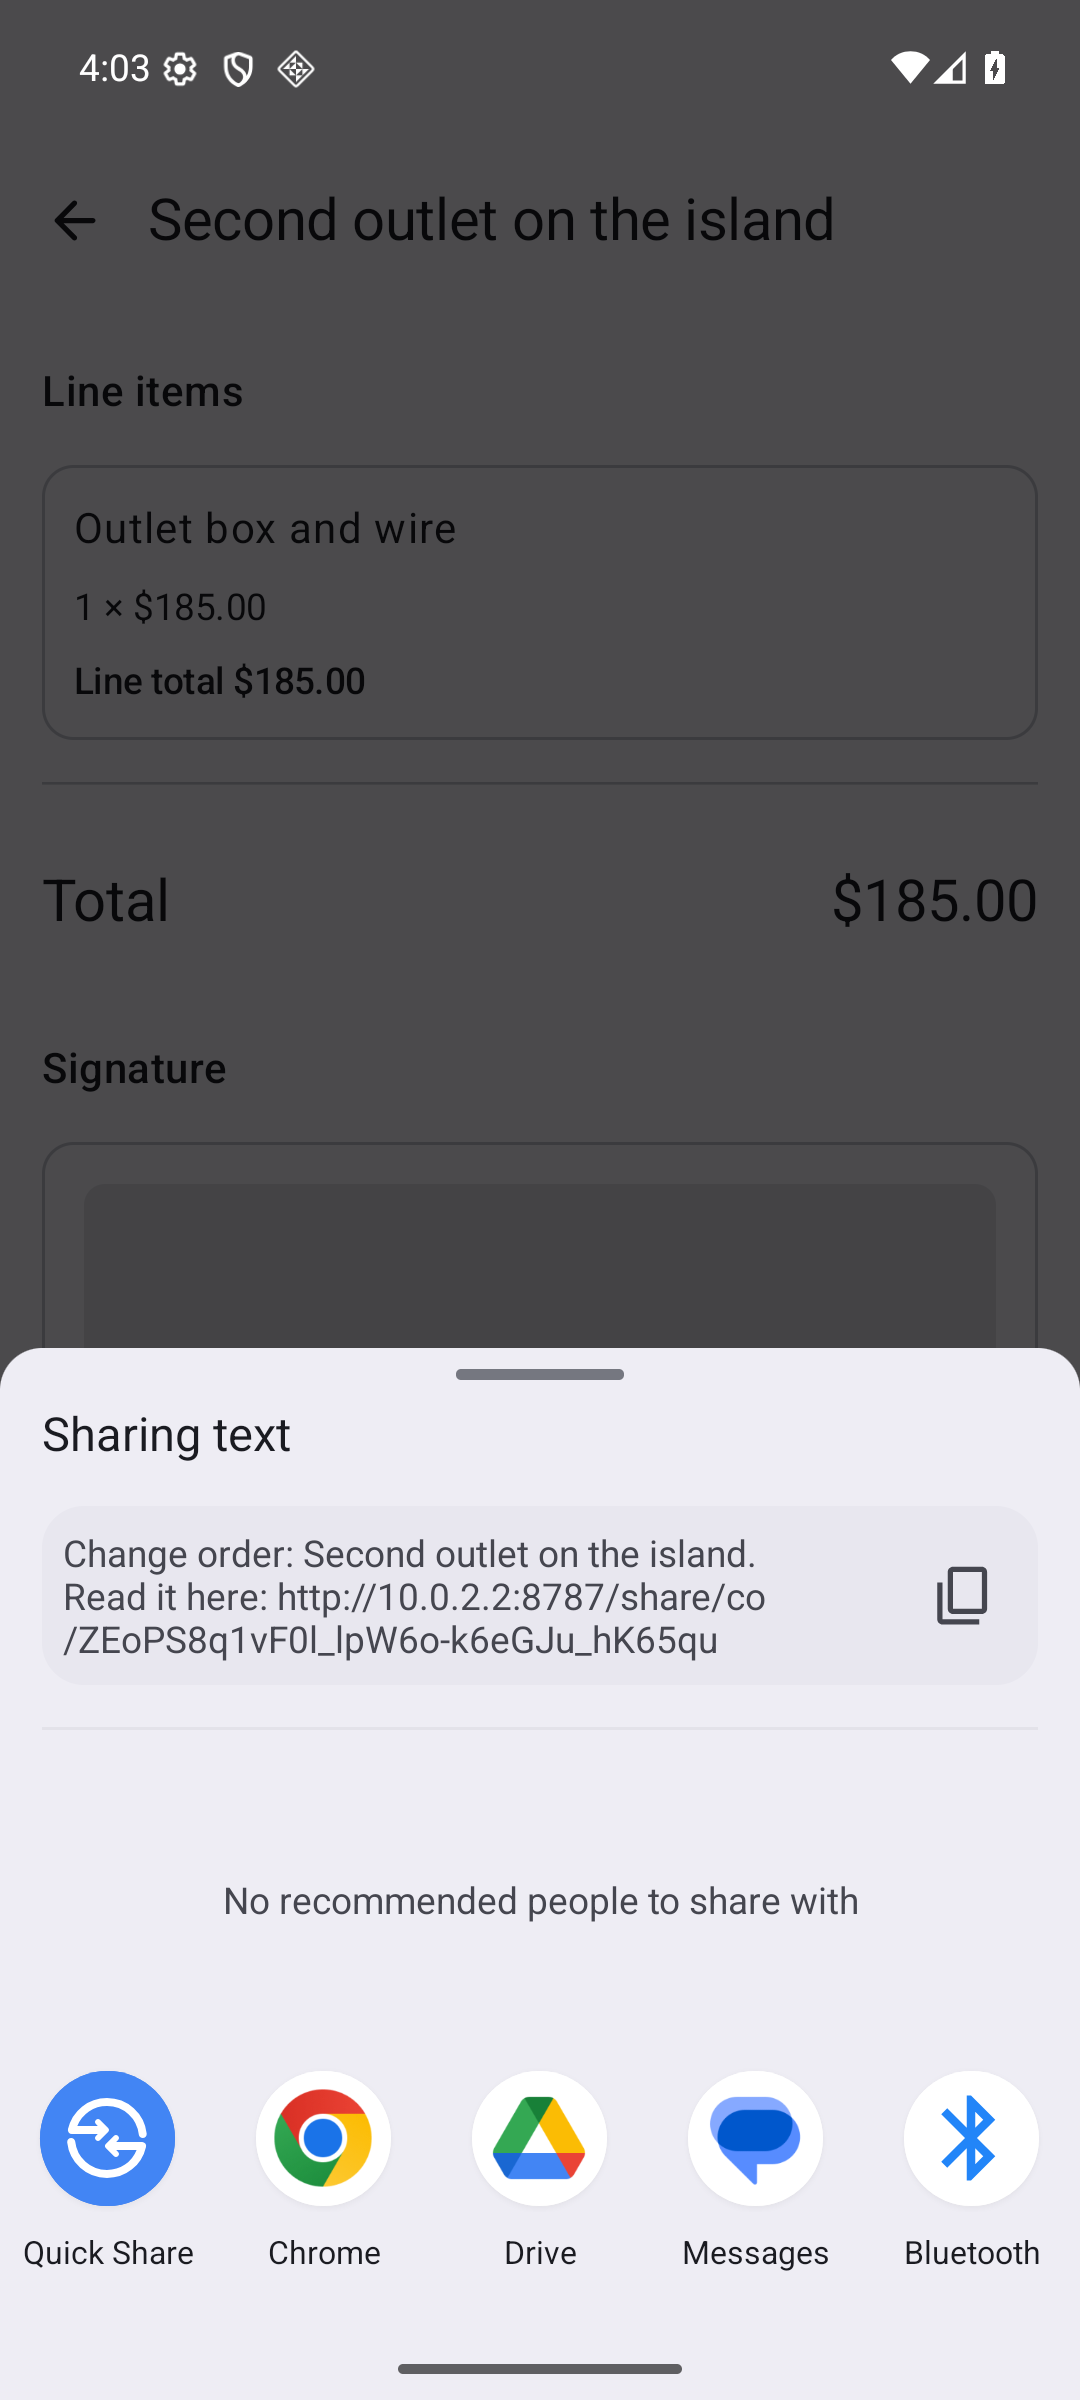 4:03
Second outlet on the island
Line items
Outlet box and wire
1 × $185.00
Line total $185.00
Total $185.00
Signature
Sharing text
Change order: Second outlet on the island.
Read it here: http://10.0.2.2:8787/share/co
/ZEoPS8q1vF0l_lpW6o-k6eGJu_hK65qu
No recommended people to share with
Quick Share Chrome Drive Messages Bluetooth